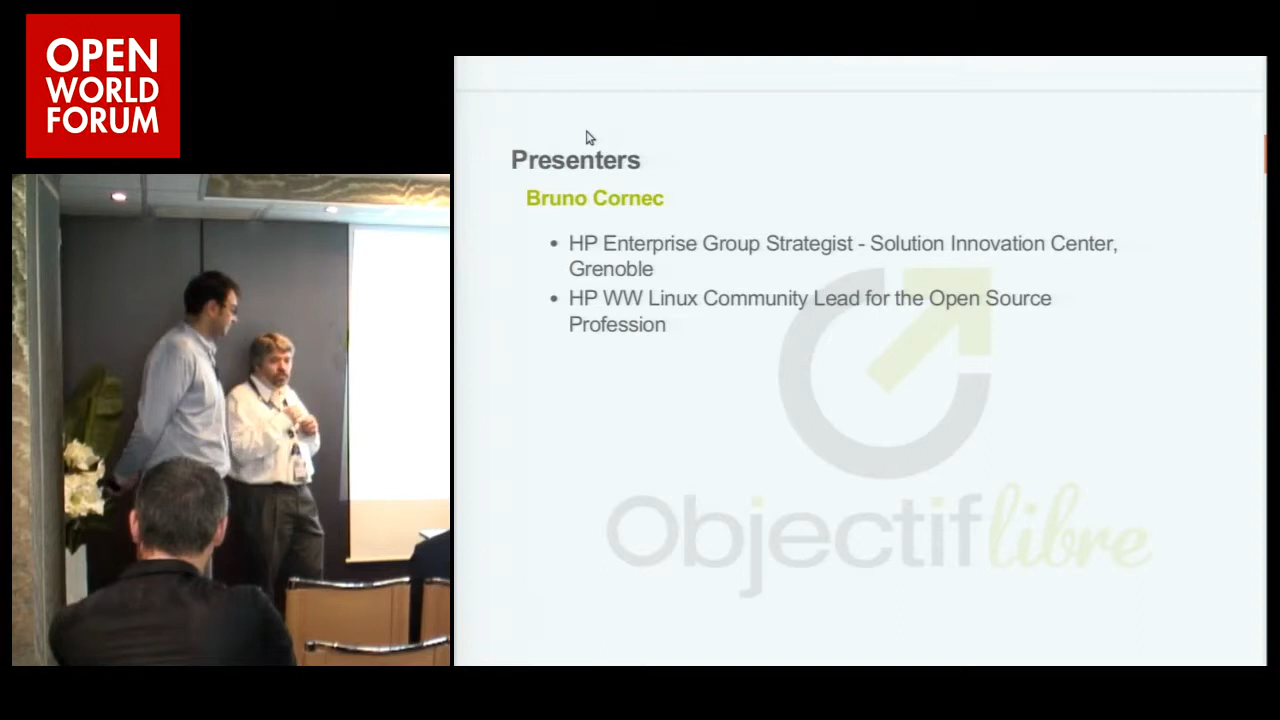 OPEN
WORLD
FORUM
Presenters
Bruno Cornec
• HP Enterprise Group Strategist - Solution Innovation Center,
Grenoble
• HP WW Linux Community Lead for the Open Source
Profession
Objectif libre